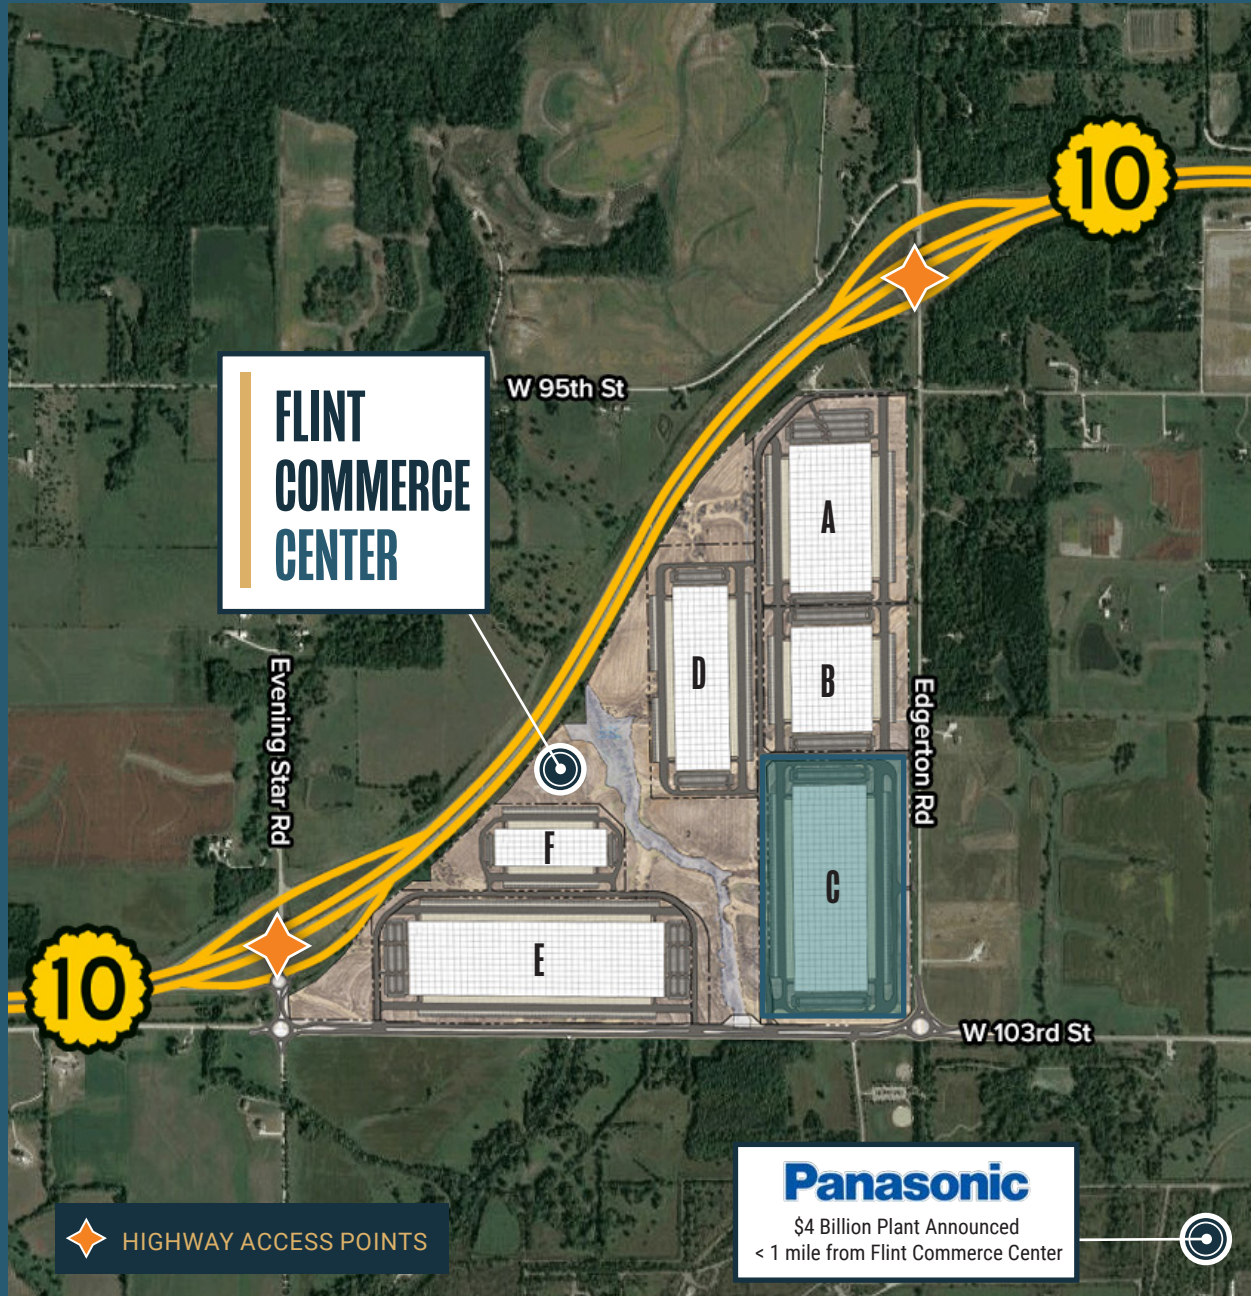 10
FLINT
COMMERCE
CENTER
W 95th St
A
B
D
Evening Star Rd
Edgerton Rd
F
C
E
10
W 103rd St
Panasonic
$4 Billion Plant Announced
< 1 mile from Flint Commerce Center
HIGHWAY ACCESS POINTS